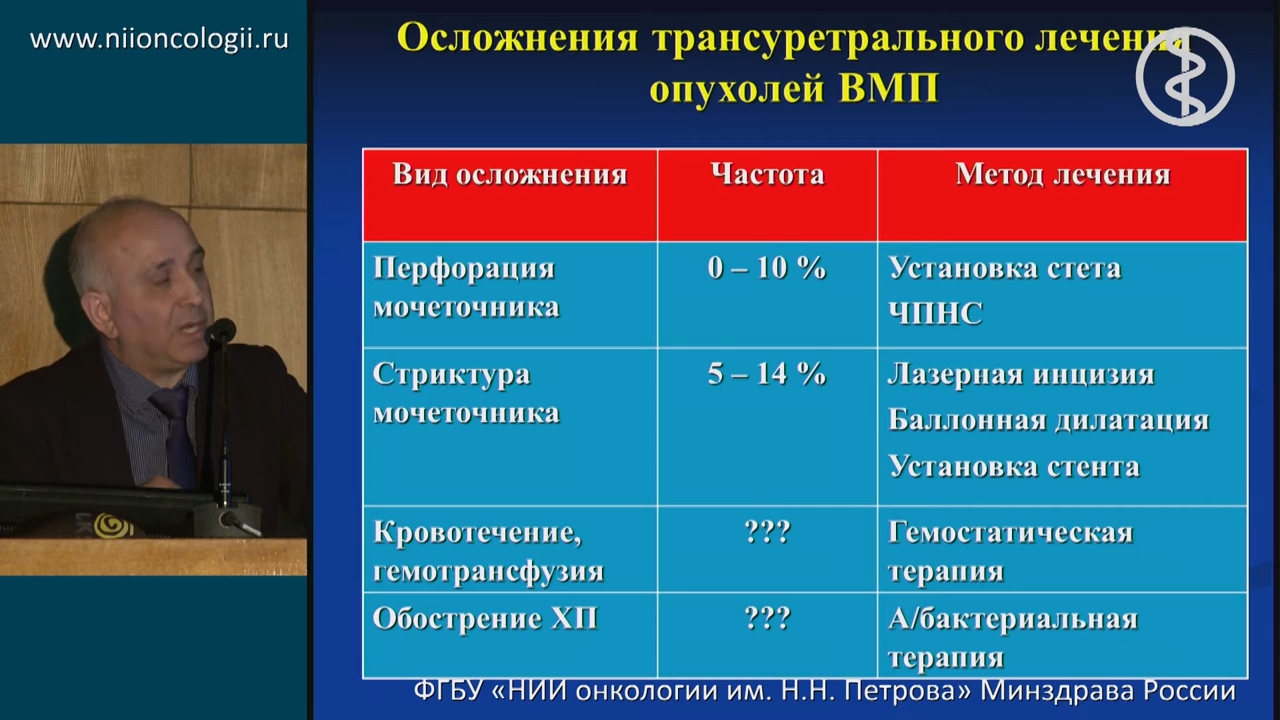 www.niioncologii.ru
Осложнения трансуретрального лечения
опухолей ВМП
Вид осложнения
Частота
Метод лечения
Перфорация
мочеточника
0 – 10 %
Установка стета
ЧПНС
Стриктура
мочеточника
5 – 14 %
Лазерная инцизия
Баллонная дилатация
Установка стента
Кровотечение,
гемотрансфузия
???
Гемостатическая
терапия
Обострение ХП
???
А/бактериальная
терапия
ФГБУ «НИИ онкологии им. Н.Н. Петрова» Минздрава России